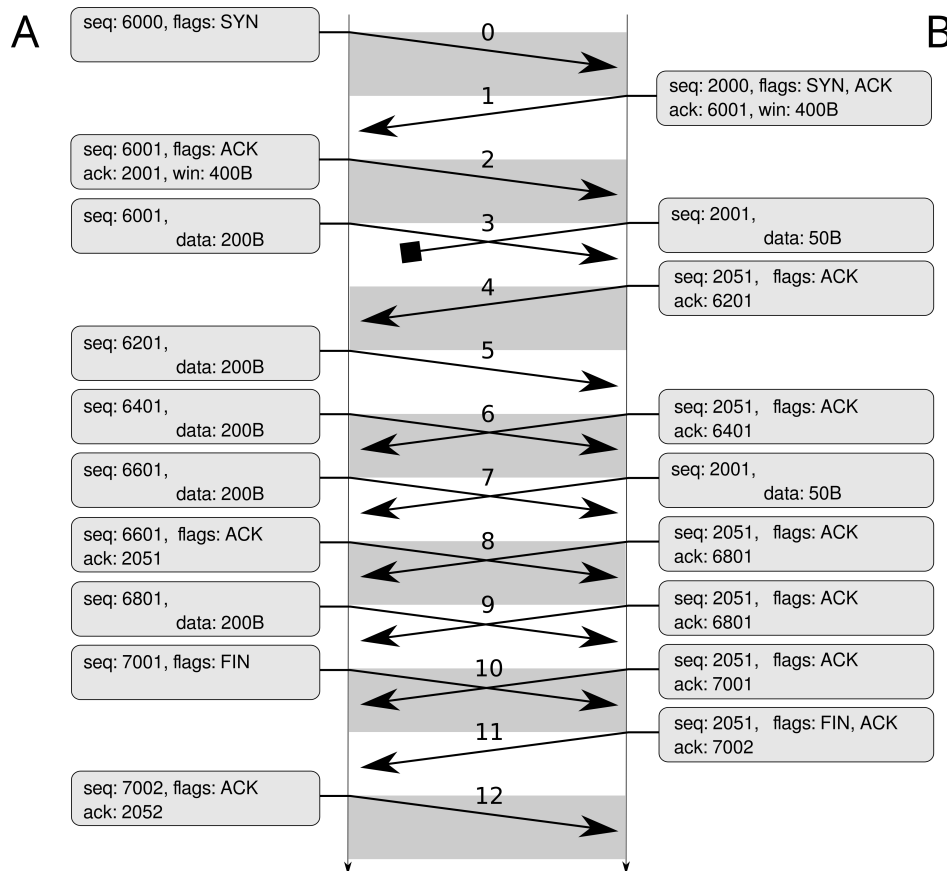 A
B
seq: 6000, flags: SYN
0
1
seq: 2000, flags: SYN, ACK
ack: 6001, win: 400B
seq: 6001, flags: ACK
ack: 2001, win: 400B
2
seq: 6001,
data: 200B
3
seq: 2001,
data: 50B
4
seq: 2051, flags: ACK
ack: 6201
seq: 6201,
data: 200B
5
seq: 6401,
data: 200B
6
seq: 2051, flags: ACK
ack: 6401
seq: 6601,
data: 200B
7
seq: 2001,
data: 50B
seq: 6601, flags: ACK
ack: 2051
8
seq: 2051, flags: ACK
ack: 6801
seq: 6801,
data: 200B
9
seq: 2051, flags: ACK
ack: 6801
seq: 7001, flags: FIN
10
seq: 2051, flags: ACK
ack: 7001
11
seq: 2051, flags: FIN, ACK
ack: 7002
seq: 7002, flags: ACK
ack: 2052
12